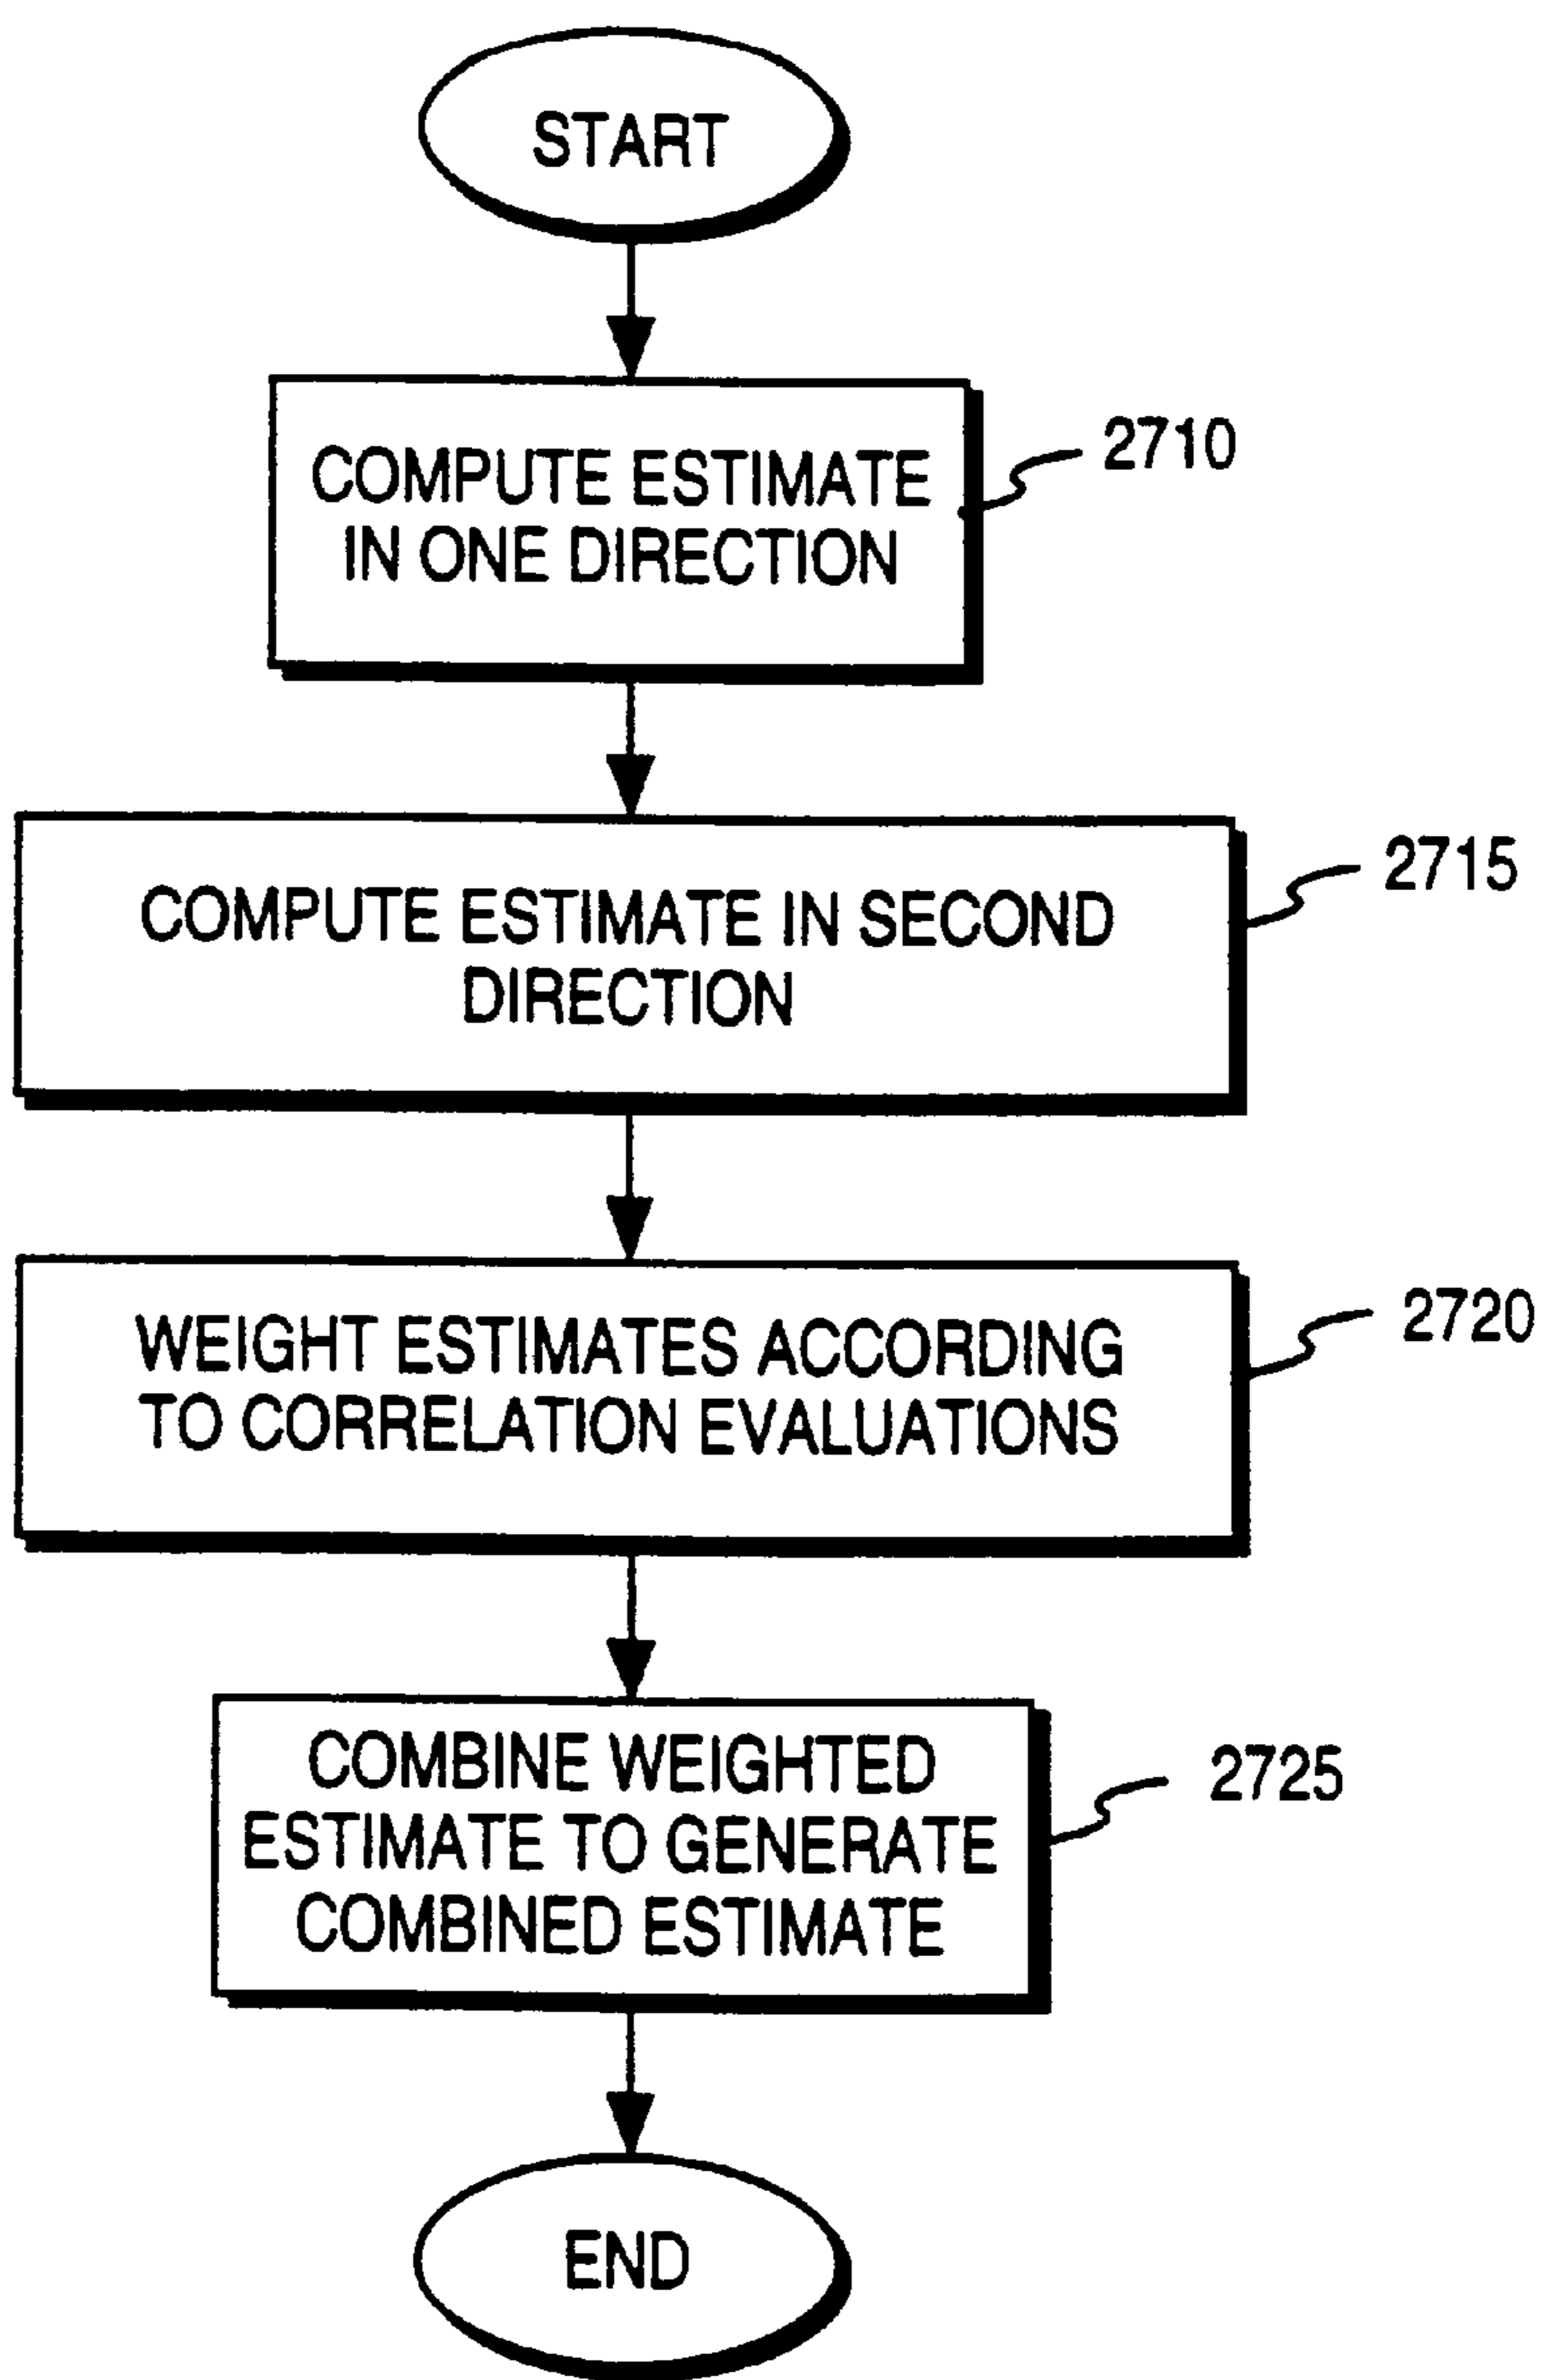 START
COMPUTE ESTIMATE
IN ONE DIRECTION
2710
COMPUTE ESTIMATE IN SECOND
DIRECTION
2715
WEIGHT ESTIMATES ACCORDING
TO CORRELATION EVALUATIONS
2720
COMBINE WEIGHTED
ESTIMATE TO GENERATE
COMBINED ESTIMATE
2725
END